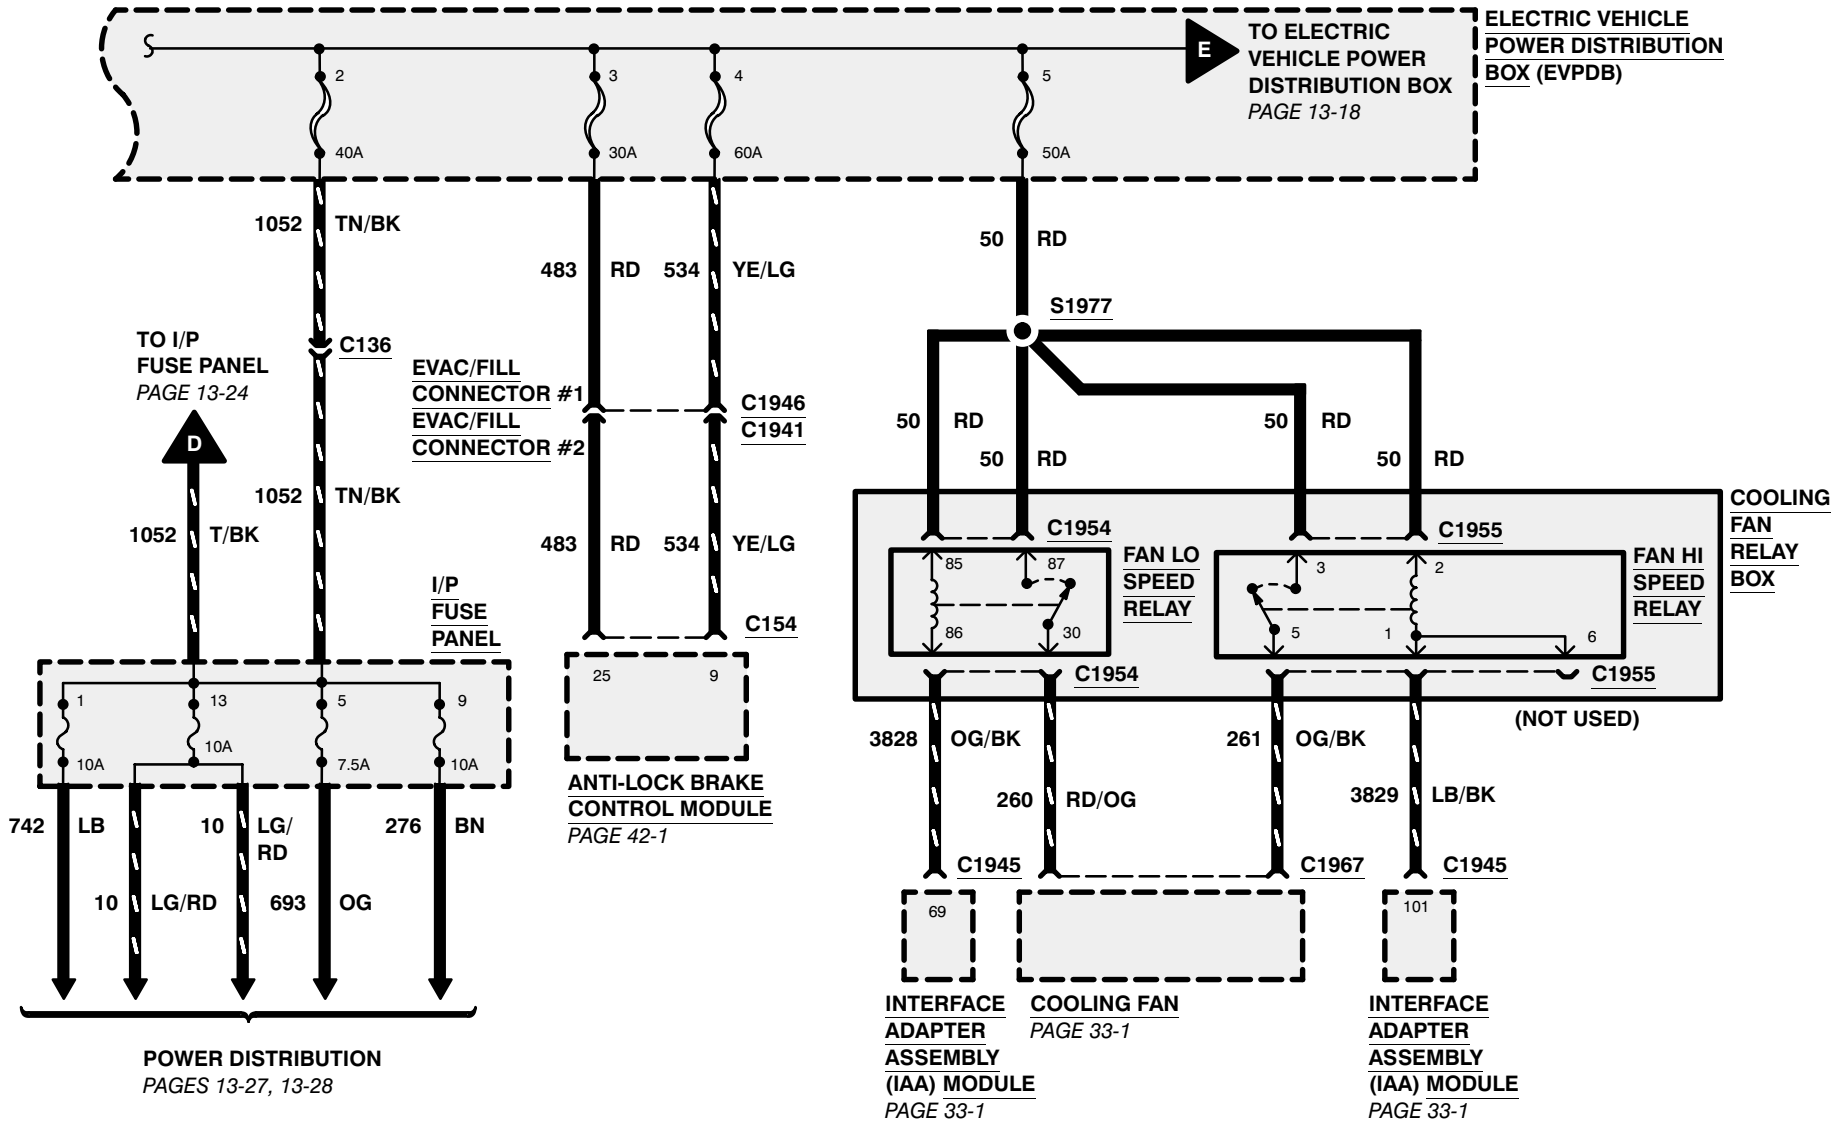 TO ELECTRIC
VEHICLE POWER
DISTRIBUTION BOX
PAGE 13-18
E
ELECTRIC VEHICLE
POWER DISTRIBUTION
BOX (EVPDB)
2
3
4
5
40A
30A
60A
50A
1052
TN/BK
483
RD
534
YE/LG
50
RD
S1977
TO I/P
FUSE PANEL
PAGE 13-24
D
C136
EVAC/FILL
CONNECTOR #1
EVAC/FILL
CONNECTOR #2
C1946
C1941
50
RD
50
RD
50
RD
50
RD
1052
TN/BK
1052
T/BK
483
RD
534
YE/LG
COOLING
FAN
RELAY
BOX
C1954
C1955
85
87
86
30
FAN LO
SPEED
RELAY
3
2
5
1
6
FAN HI
SPEED
RELAY
C1954
C1955
(NOT USED)
I/P
FUSE
PANEL
C154
25
9
ANTI-LOCK BRAKE
CONTROL MODULE
PAGE 42-1
1
13
5
9
10A
10A
7.5A
10A
742
LB
10
LG/
RD
276
BN
10
LG/RD
693
OG
3828
OG/BK
260
RD/OG
261
OG/BK
3829
LB/BK
C1945
C1967
C1945
69
101
INTERFACE
ADAPTER
ASSEMBLY
(IAA) MODULE
PAGE 33-1
COOLING FAN
PAGE 33-1
INTERFACE
ADAPTER
ASSEMBLY
(IAA) MODULE
PAGE 33-1
POWER DISTRIBUTION
PAGES 13-27, 13-28